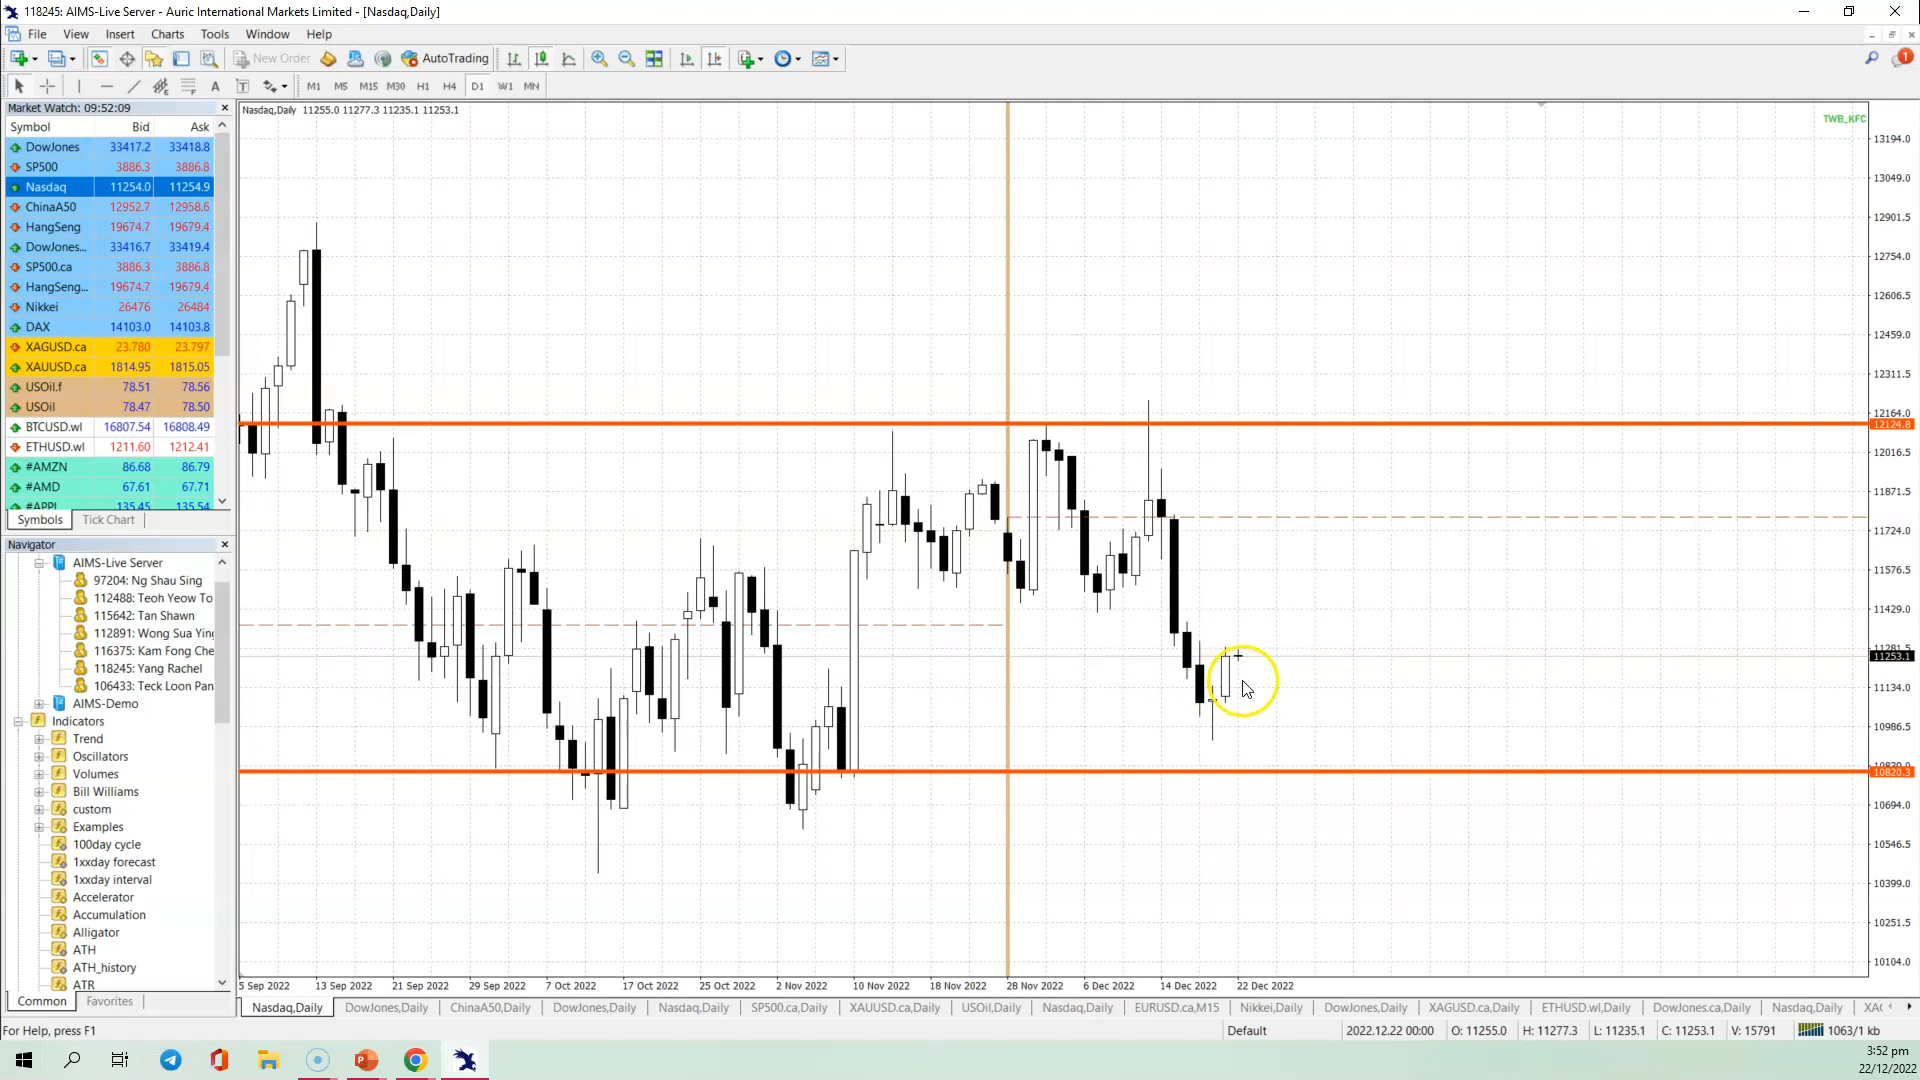 118245: AIMS-Live Server - Auric International Markets Limited - [Nasdaq,Daily]
File View Insert Charts Tools Window Help
New Order AutoTrading 1
A T M1 M5 M15 M30 H1 H4 D1 W1 MN
Market Watch: 09:52:09
Symbol Bid Ask
DowJones 33417.2 33418.8
SP500 3886.3 3886.8
Nasdaq 11254.0 11254.9
ChinaA50 12952.7 12958.6
HangSeng 19674.7 19679.4
DowJones... 33416.7 33419.4
SP500.ca 3886.3 3886.8
HangSeng... 19674.7 19679.4
Nikkei 26476 26484
DAX 14103.0 14103.8
XAGUSD.ca 23.780 23.797
XAUUSD.ca 1814.95 1815.05
USOil.f 78.51 78.56
USOil 78.47 78.50
BTCUSD.wl 16807.54 16808.49
ETHUSD.wl 1211.60 1212.41
#AMZN 86.68 86.79
#AMD 67.61 67.71
#APPL 135.45 135.54
Symbols Tick Chart
Navigator
AIMS-Live Server
97204: Ng Shau Sing
112488: Teoh Yeow To
115642: Tan Shawn
112891: Wong Sua Ying
116375: Kam Fong Che
118245: Yang Rachel
106433: Teck Loon Pan
AIMS-Demo
Indicators
Trend
Oscillators
Volumes
Bill Williams
custom
Examples
100day cycle
1xxday forecast
1xxday interval
Accelerator
Accumulation
Alligator
ATH
ATH_history
ATR
Common Favorites
Nasdaq,Daily 11255.0 11277.3 11235.1 11253.1
TWB_KFC
13194.0
13049.0
12901.5
12754.0
12606.5
12459.0
12311.5
12164.0
12124.8
12016.5
11871.5
11724.0
11576.5
11429.0
11281.5
11253.1
11134.0
10986.5
10839.0
10820.3
10694.0
10546.5
10399.0
10251.5
10104.0
5 Sep 2022 13 Sep 2022 21 Sep 2022 29 Sep 2022 7 Oct 2022 17 Oct 2022 25 Oct 2022 2 Nov 2022 10 Nov 2022 18 Nov 2022 28 Nov 2022 6 Dec 2022 14 Dec 2022 22 Dec 2022
Nasdaq,Daily DowJones,Daily ChinaA50,Daily DowJones,Daily Nasdaq,Daily SP500.ca,Daily XAUUSD.ca,Daily USOil,Daily Nasdaq,Daily EURUSD.ca,M15 Nikkei,Daily DowJones,Daily XAGUSD.ca,Daily ETHUSD.wl,Daily DowJones.ca,Daily Nasdaq,Daily XAG
For Help, press F1 Default 2022.12.22 00:00 O: 11255.0 H: 11277.3 L: 11235.1 C: 11253.1 V: 15791 1063/1 kb
3:52 pm
22/12/2022